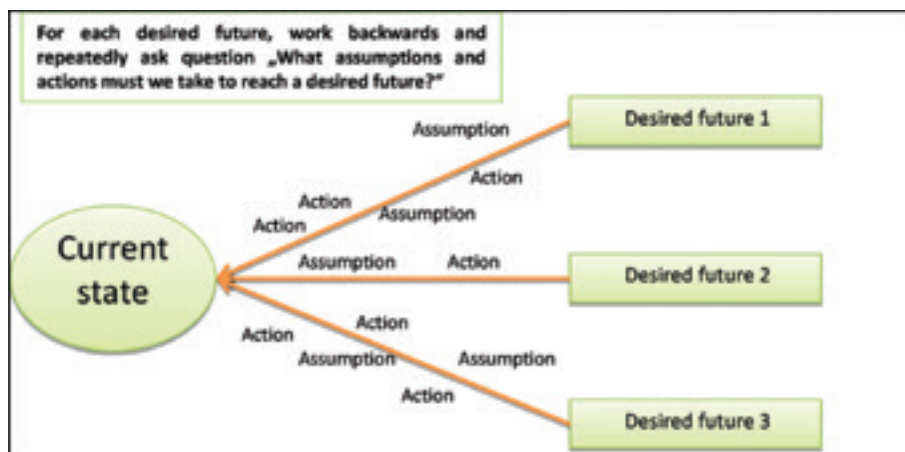 For each desired future, work backwards and
repeatedly ask question „What assumptions and
actions must we take to reach a desired future?“
Desired future 1
Assumption
Action
Action
Assumption
Action
Current
state
Assumption
Action
Desired future 2
Action
Action
Assumption
Assumption
Action
Desired future 3